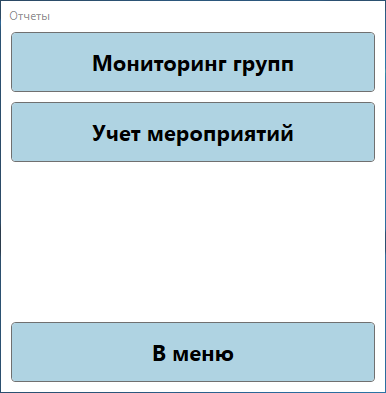 Отчеты
Мониторинг групп
Учет мероприятий
В меню